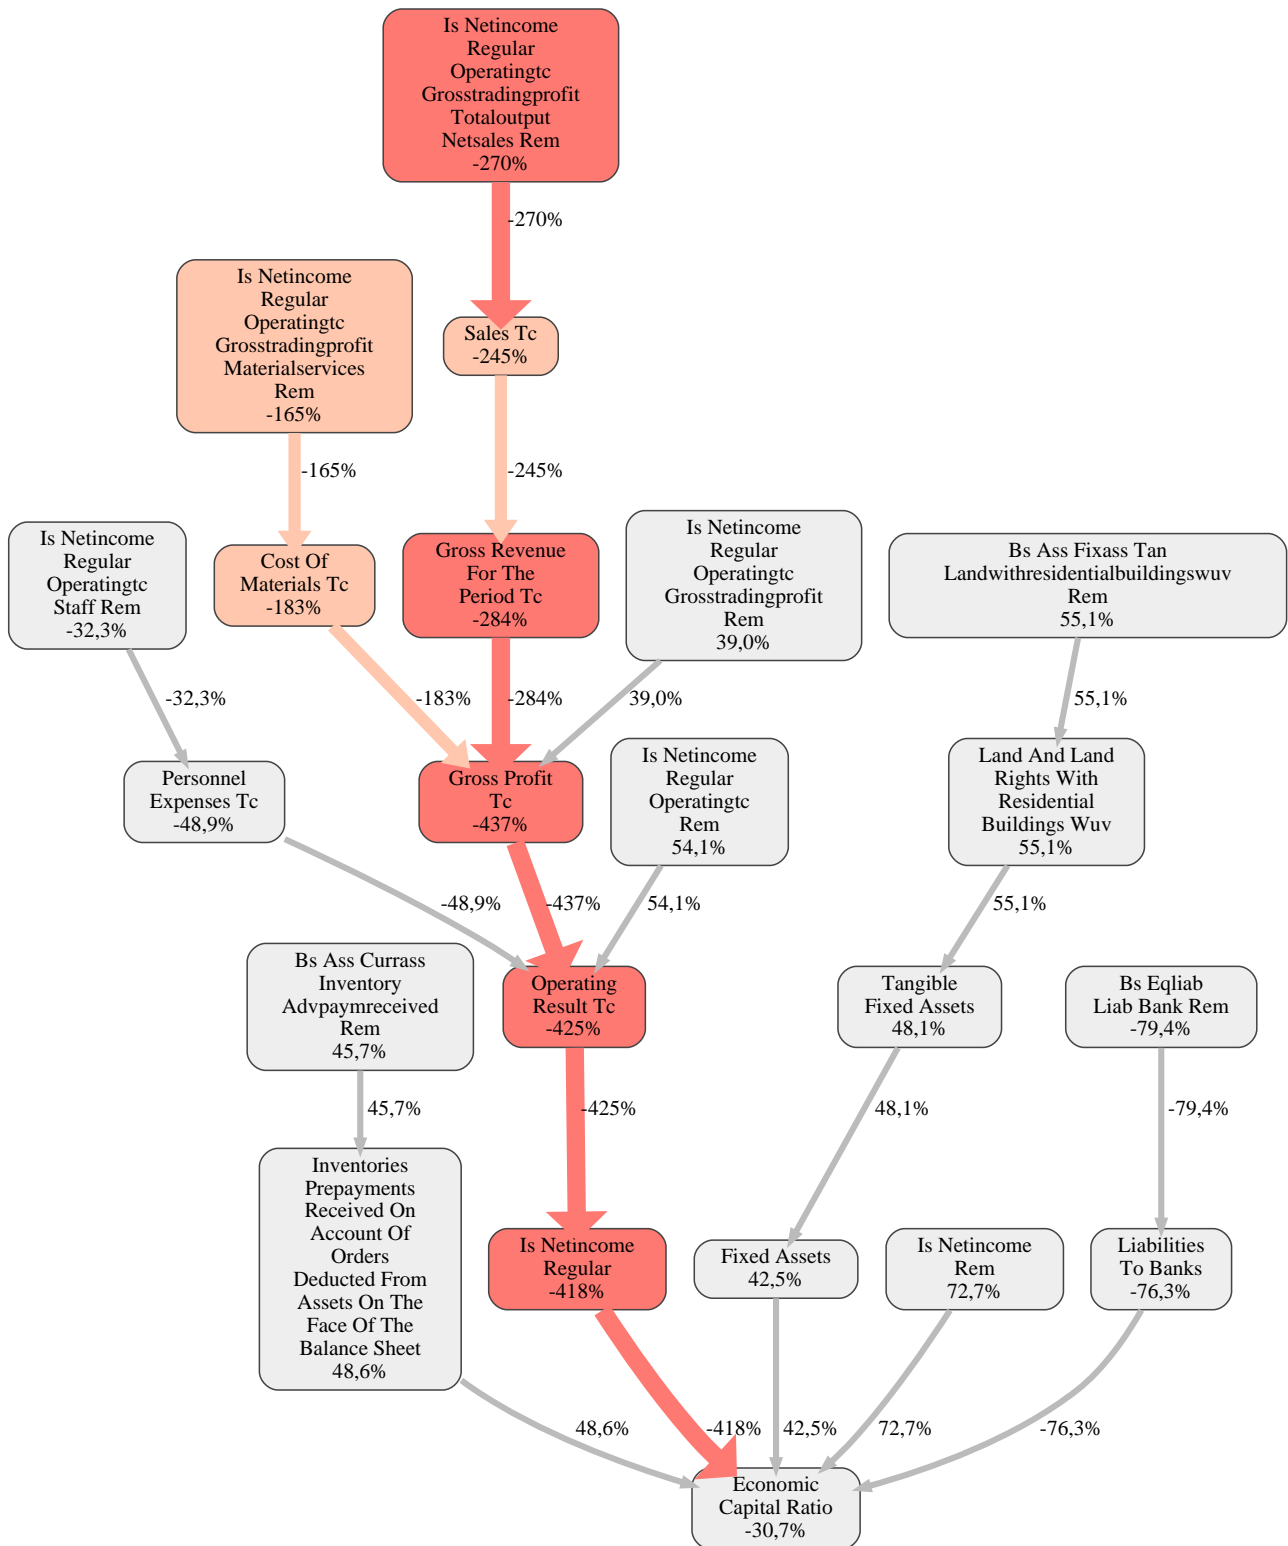 Is Netincome
Regular
Operatingtc
Grosstradingprofit
Totaloutput
Netsales Rem
-270%
-270%
Is Netincome
Regular
Operatingtc
Grosstradingprofit
Materialservices
Rem
-165%
Sales Tc
-245%
-165%
-245%
Is Netincome
Regular
Operatingtc
Staff Rem
-32,3%
Cost Of
Materials Tc
-183%
Gross Revenue
For The
Period Tc
-284%
Is Netincome
Regular
Operatingtc
Grosstradingprofit
Rem
39,0%
Bs Ass Fixass Tan
Landwithresidentialbuildingswuv
Rem
55,1%
-32,3%
-183%
-284%
39,0%
55,1%
Personnel
Expenses Tc
-48,9%
Gross Profit
Tc
-437%
Is Netincome
Regular
Operatingtc
Rem
54,1%
Land And Land
Rights With
Residential
Buildings Wuv
55,1%
-48,9%
-437%
54,1%
55,1%
Bs Ass Currass
Inventory
Advpaymreceived
Rem
45,7%
Operating
Result Tc
-425%
Tangible
Fixed Assets
48,1%
Bs Eqliab
Liab Bank Rem
-79,4%
45,7%
-425%
48,1%
-79,4%
Inventories
Prepayments
Received On
Account Of
Orders
Deducted From
Assets On The
Face Of The
Balance Sheet
48,6%
Is Netincome
Regular
-418%
Fixed Assets
42,5%
Is Netincome
Rem
72,7%
Liabilities
To Banks
-76,3%
48,6%
-418%
42,5%
72,7%
-76,3%
Economic
Capital Ratio
-30,7%